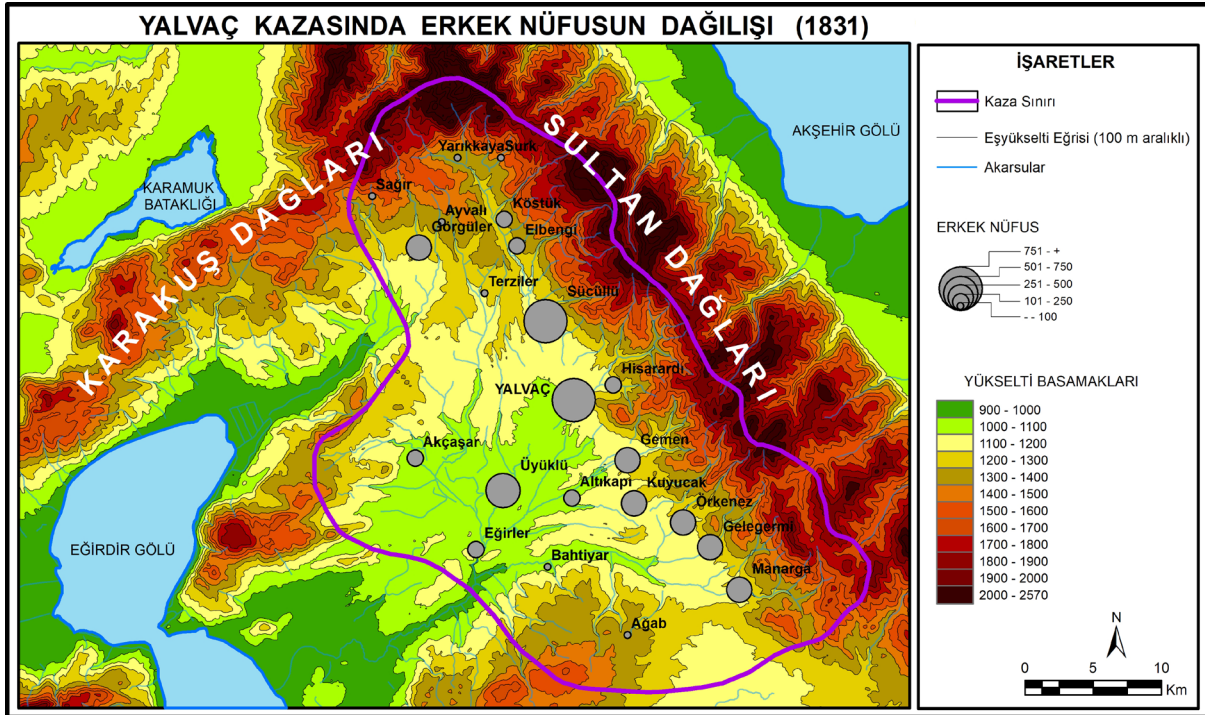 YALVAÇ KAZASINDA ERKEK NÜFUSUN DAĞILIŞI (1831)
KARAMUK
BATAKLIĞI
KARAKUŞ DAĞLARI
SULTAN DAĞLARI
AKŞEHİR GÖLÜ
EĞİRDİR GÖLÜ
Yarıkkaya
Surk
Sağır
Ayvalı
Görgüler
Köstük
Elbengi
Terziler
Sücüllü
Hisarardı
YALVAÇ
Akçaşar
Üyüklü
Gemen
Altıkapi
Kuyucak
Örkenez
Gelegermi
Eğirler
Bahtiyar
Manarga
Ağab
İŞARETLER
Kaza Sınırı
Eşyükselti Eğrisi (100 m aralıklı)
Akarsular
ERKEK NÜFUS
751 - +
501 - 750
251 - 500
101 - 250
- - 100
YÜKSELTİ BASAMAKLARI
900 - 1000
1000 - 1100
1100 - 1200
1200 - 1300
1300 - 1400
1400 - 1500
1500 - 1600
1600 - 1700
1700 - 1800
1800 - 1900
1900 - 2000
2000 - 2570
N
0 5 10
Km